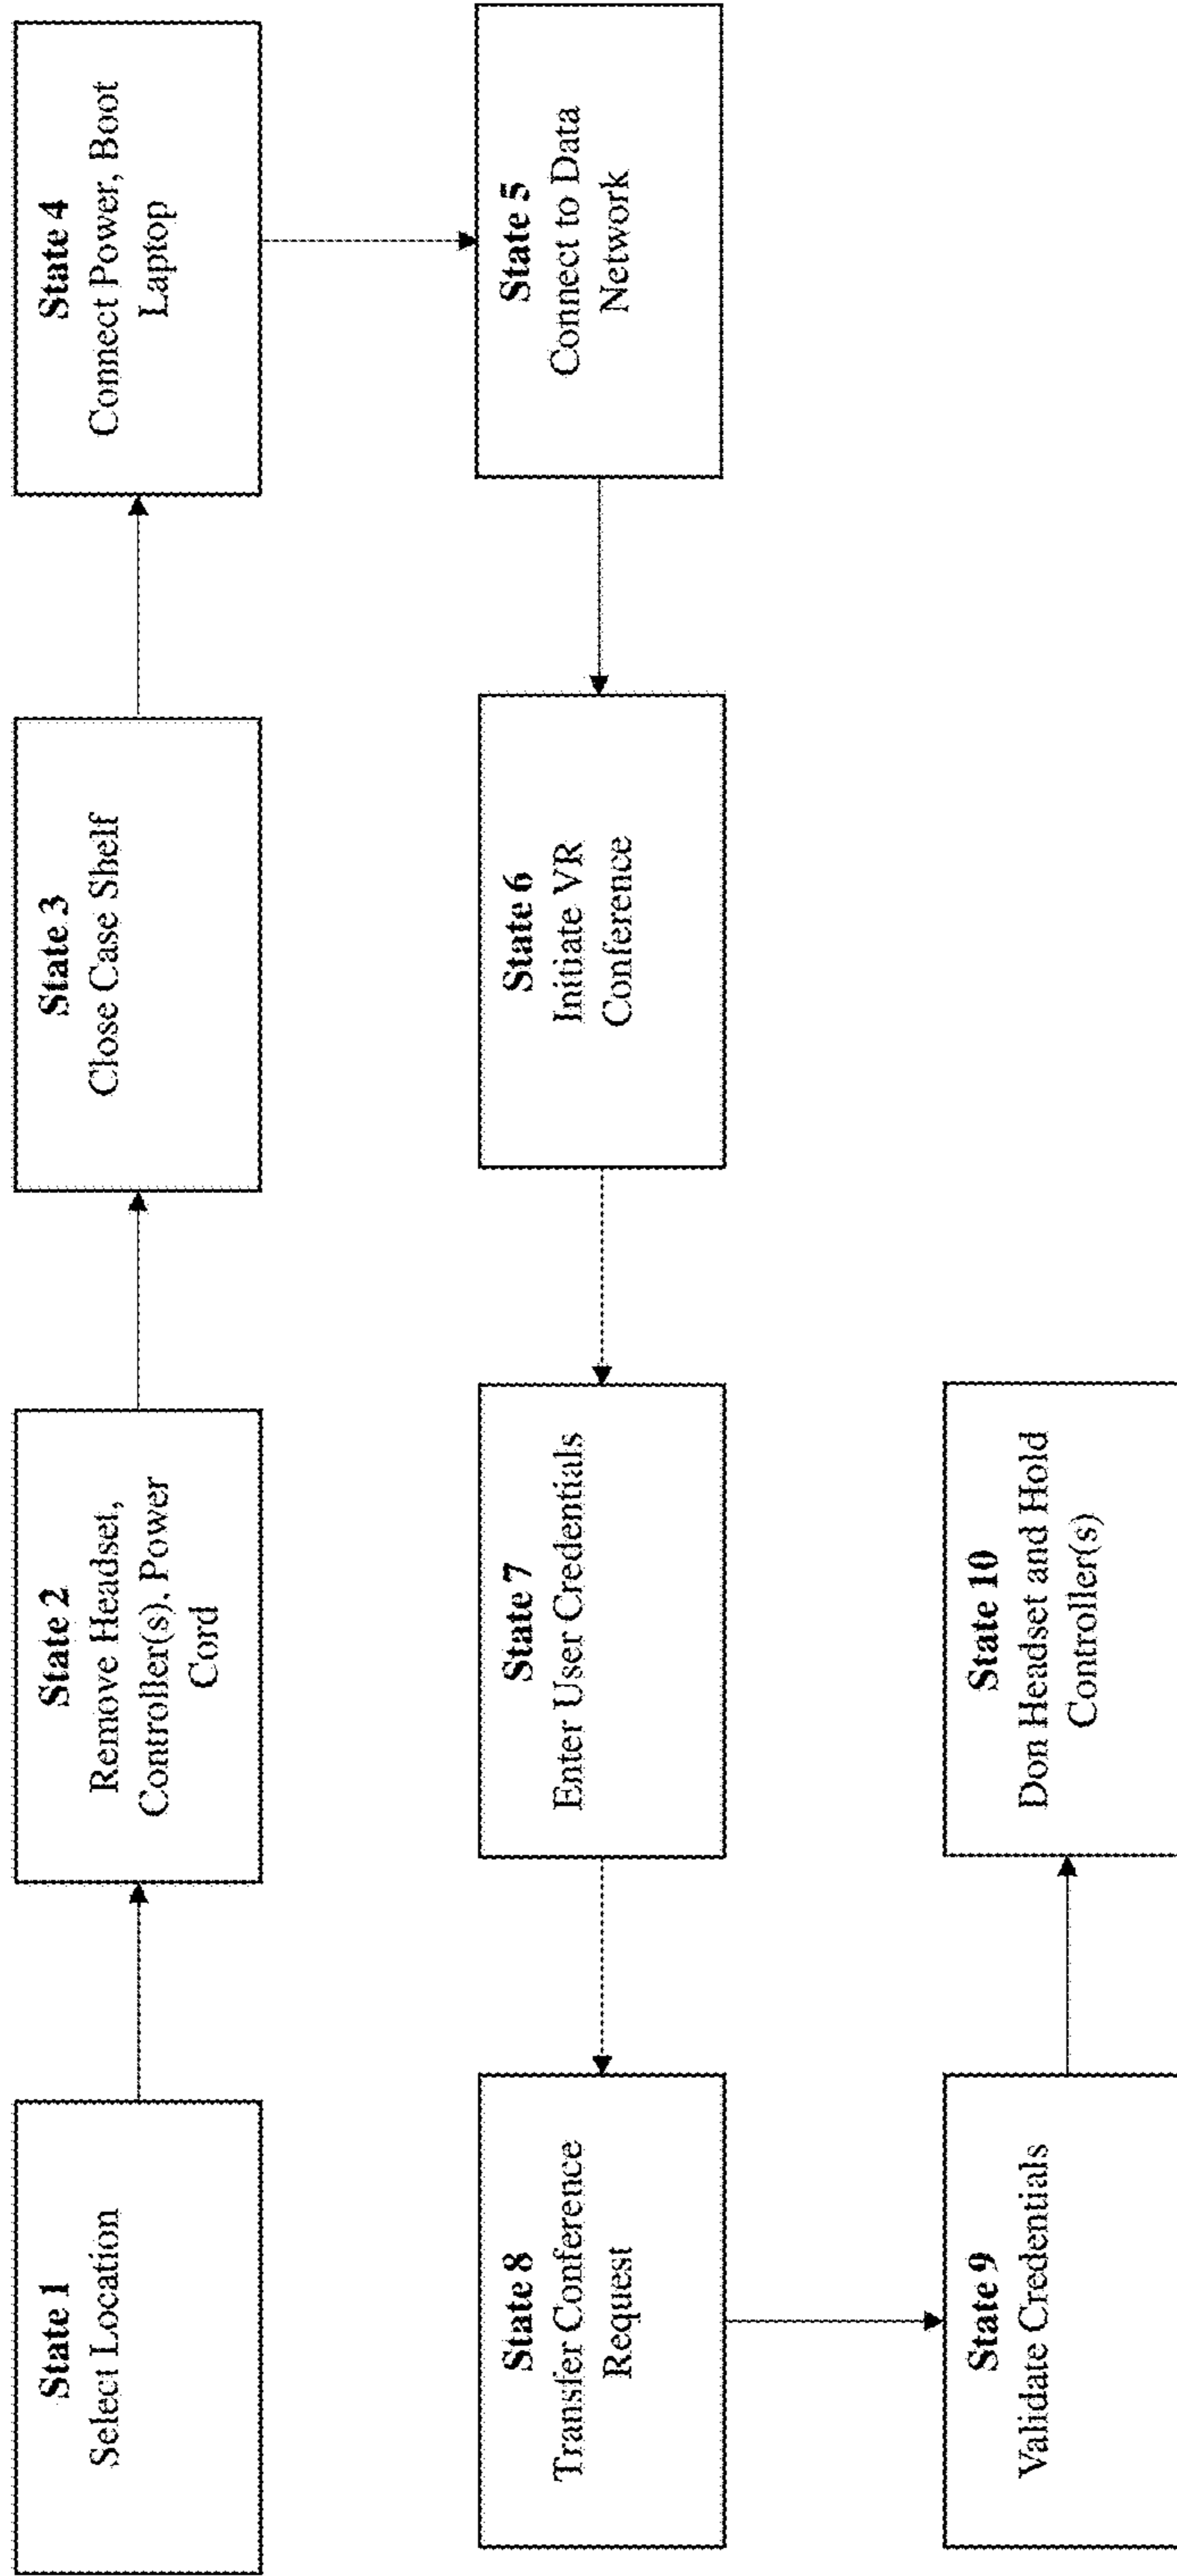 State 1
Select Location
State 2
Remove Headset,
Controller(s), Power
Cord
State 3
Close Case Shelf
State 4
Connect Power, Boot
Laptop
State 5
Connect to Data
Network
State 6
Initiate VR
Conference
State 7
Enter User Credentials
State 8
Transfer Conference
Request
State 9
Validate Credentials
State 10
Don Headset and Hold
Controller(s)